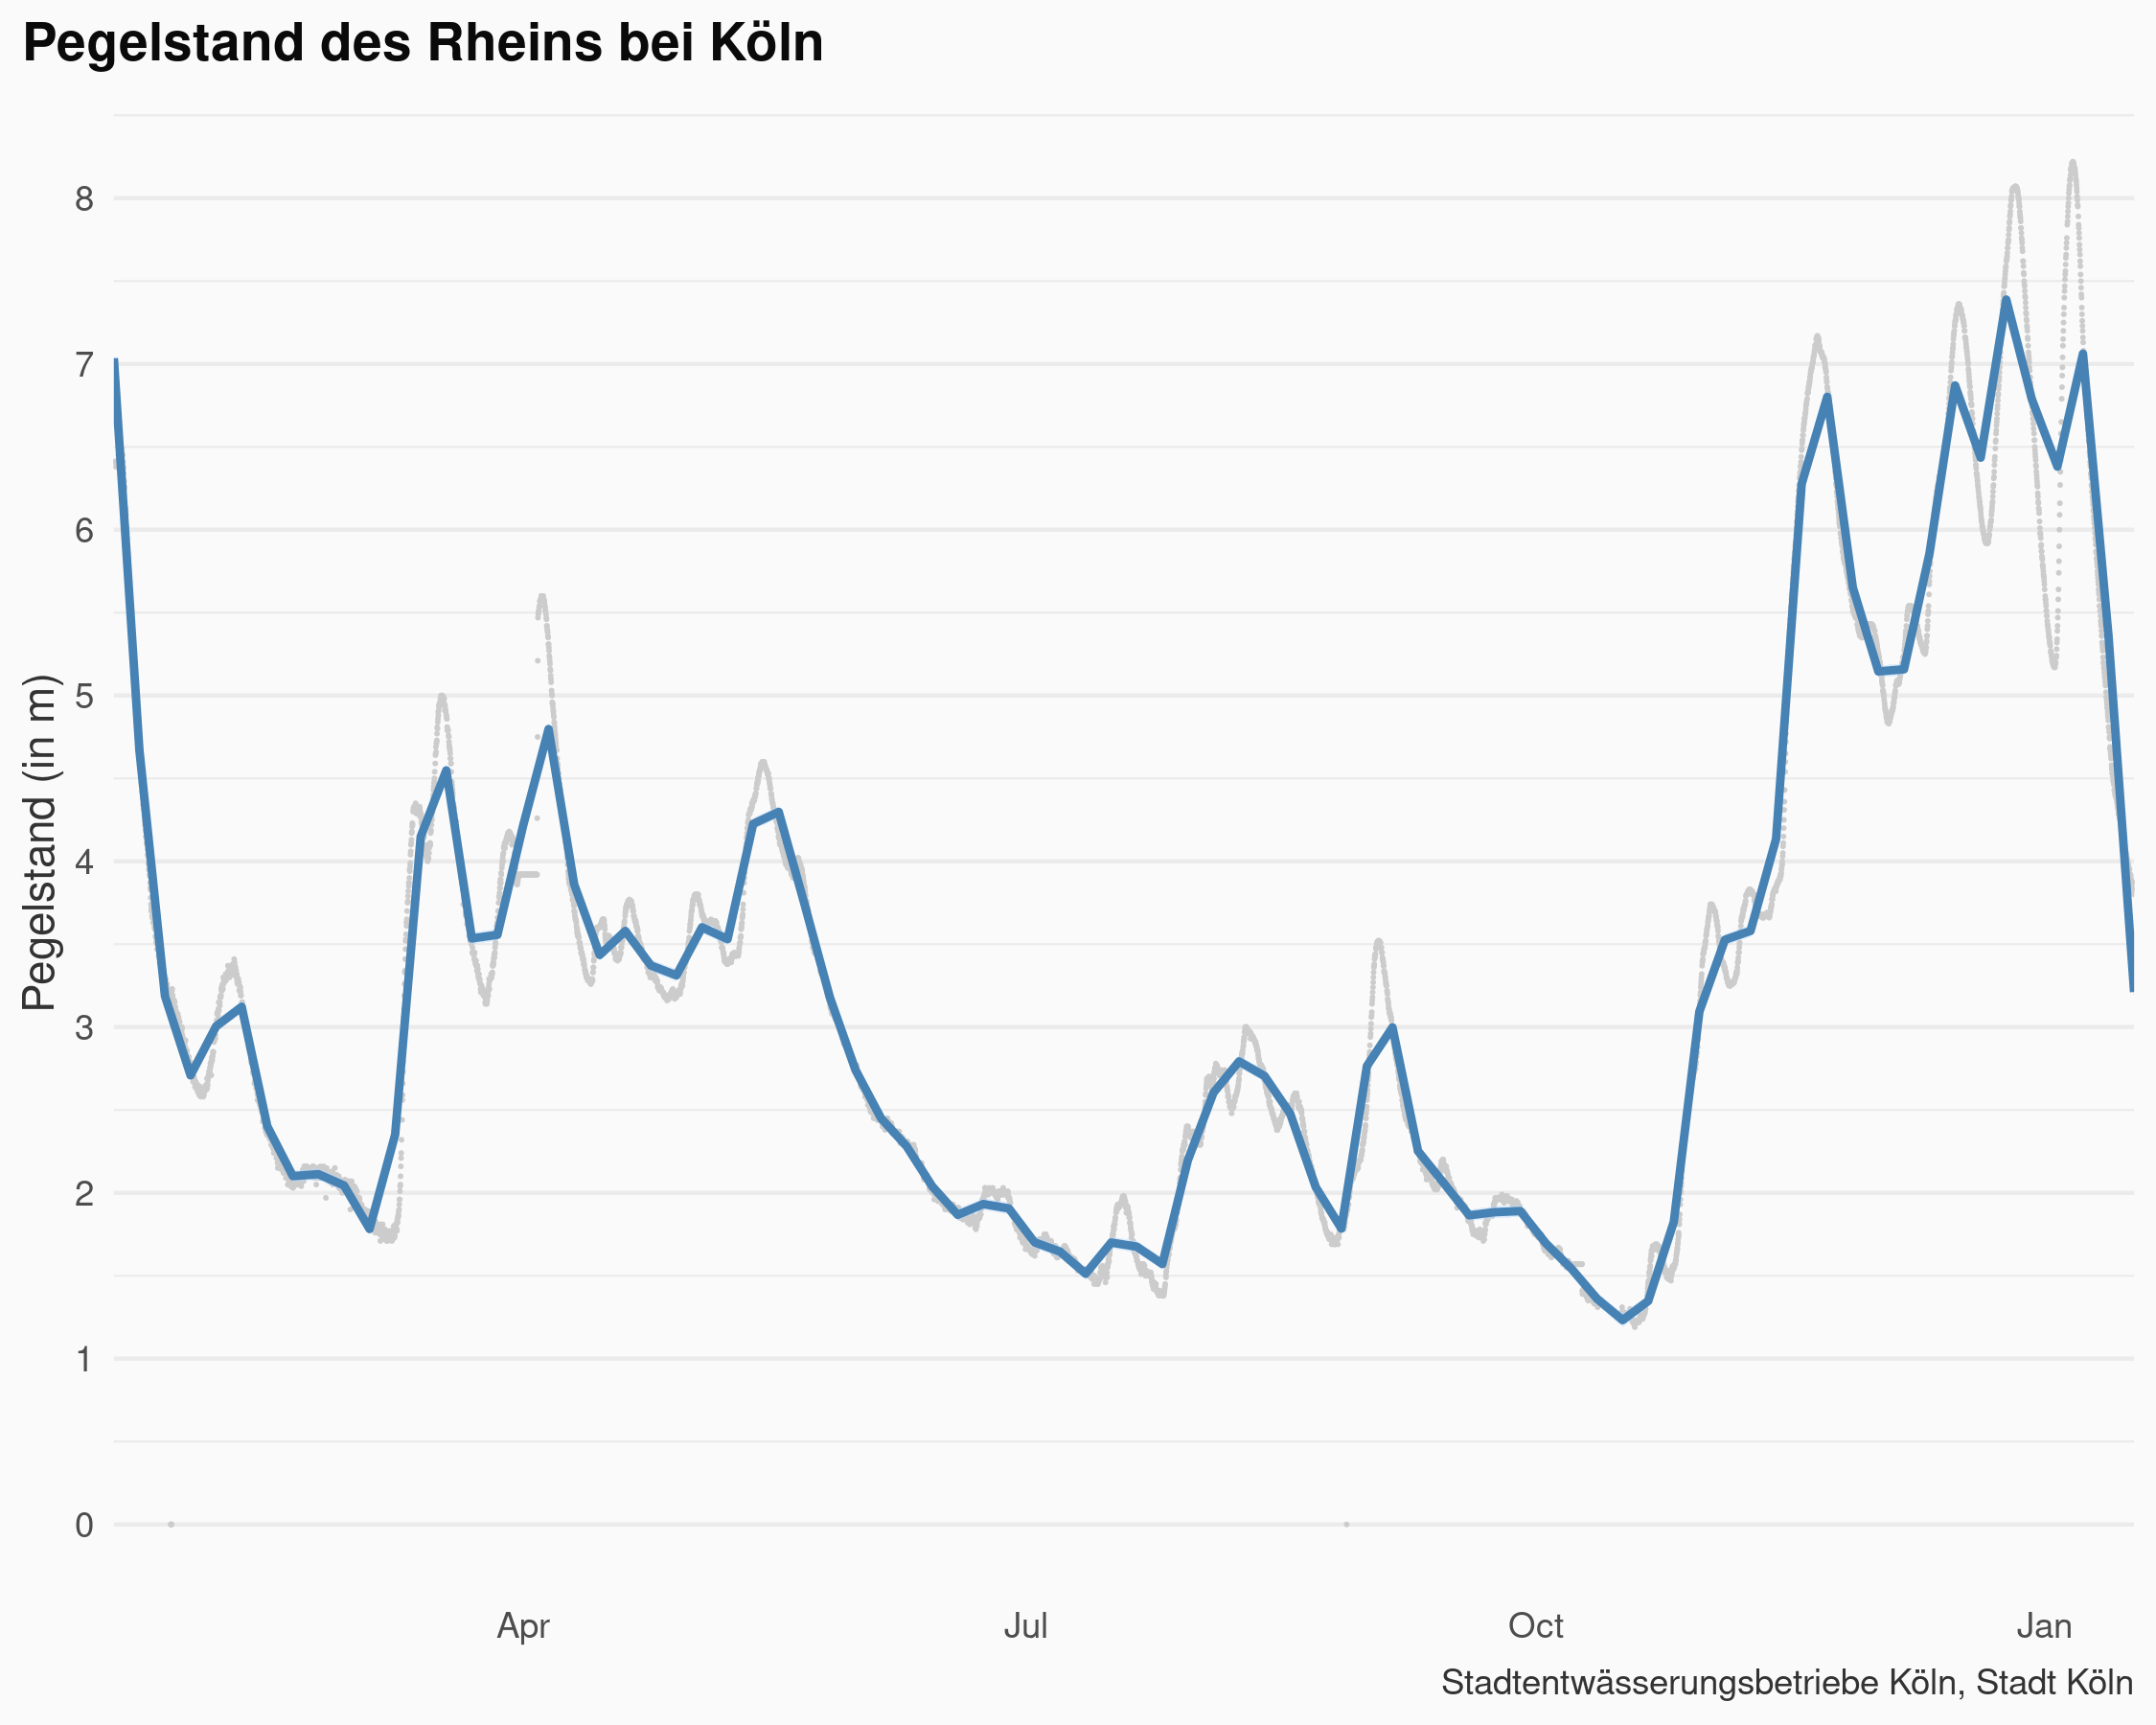 Pegelstand des Rheins bei Köln
Pegelstand (in m)
8
7
6
5
4
3
2
1
0
Apr Jul Oct Jan
Stadtentwässerungsbetriebe Köln, Stadt Köln